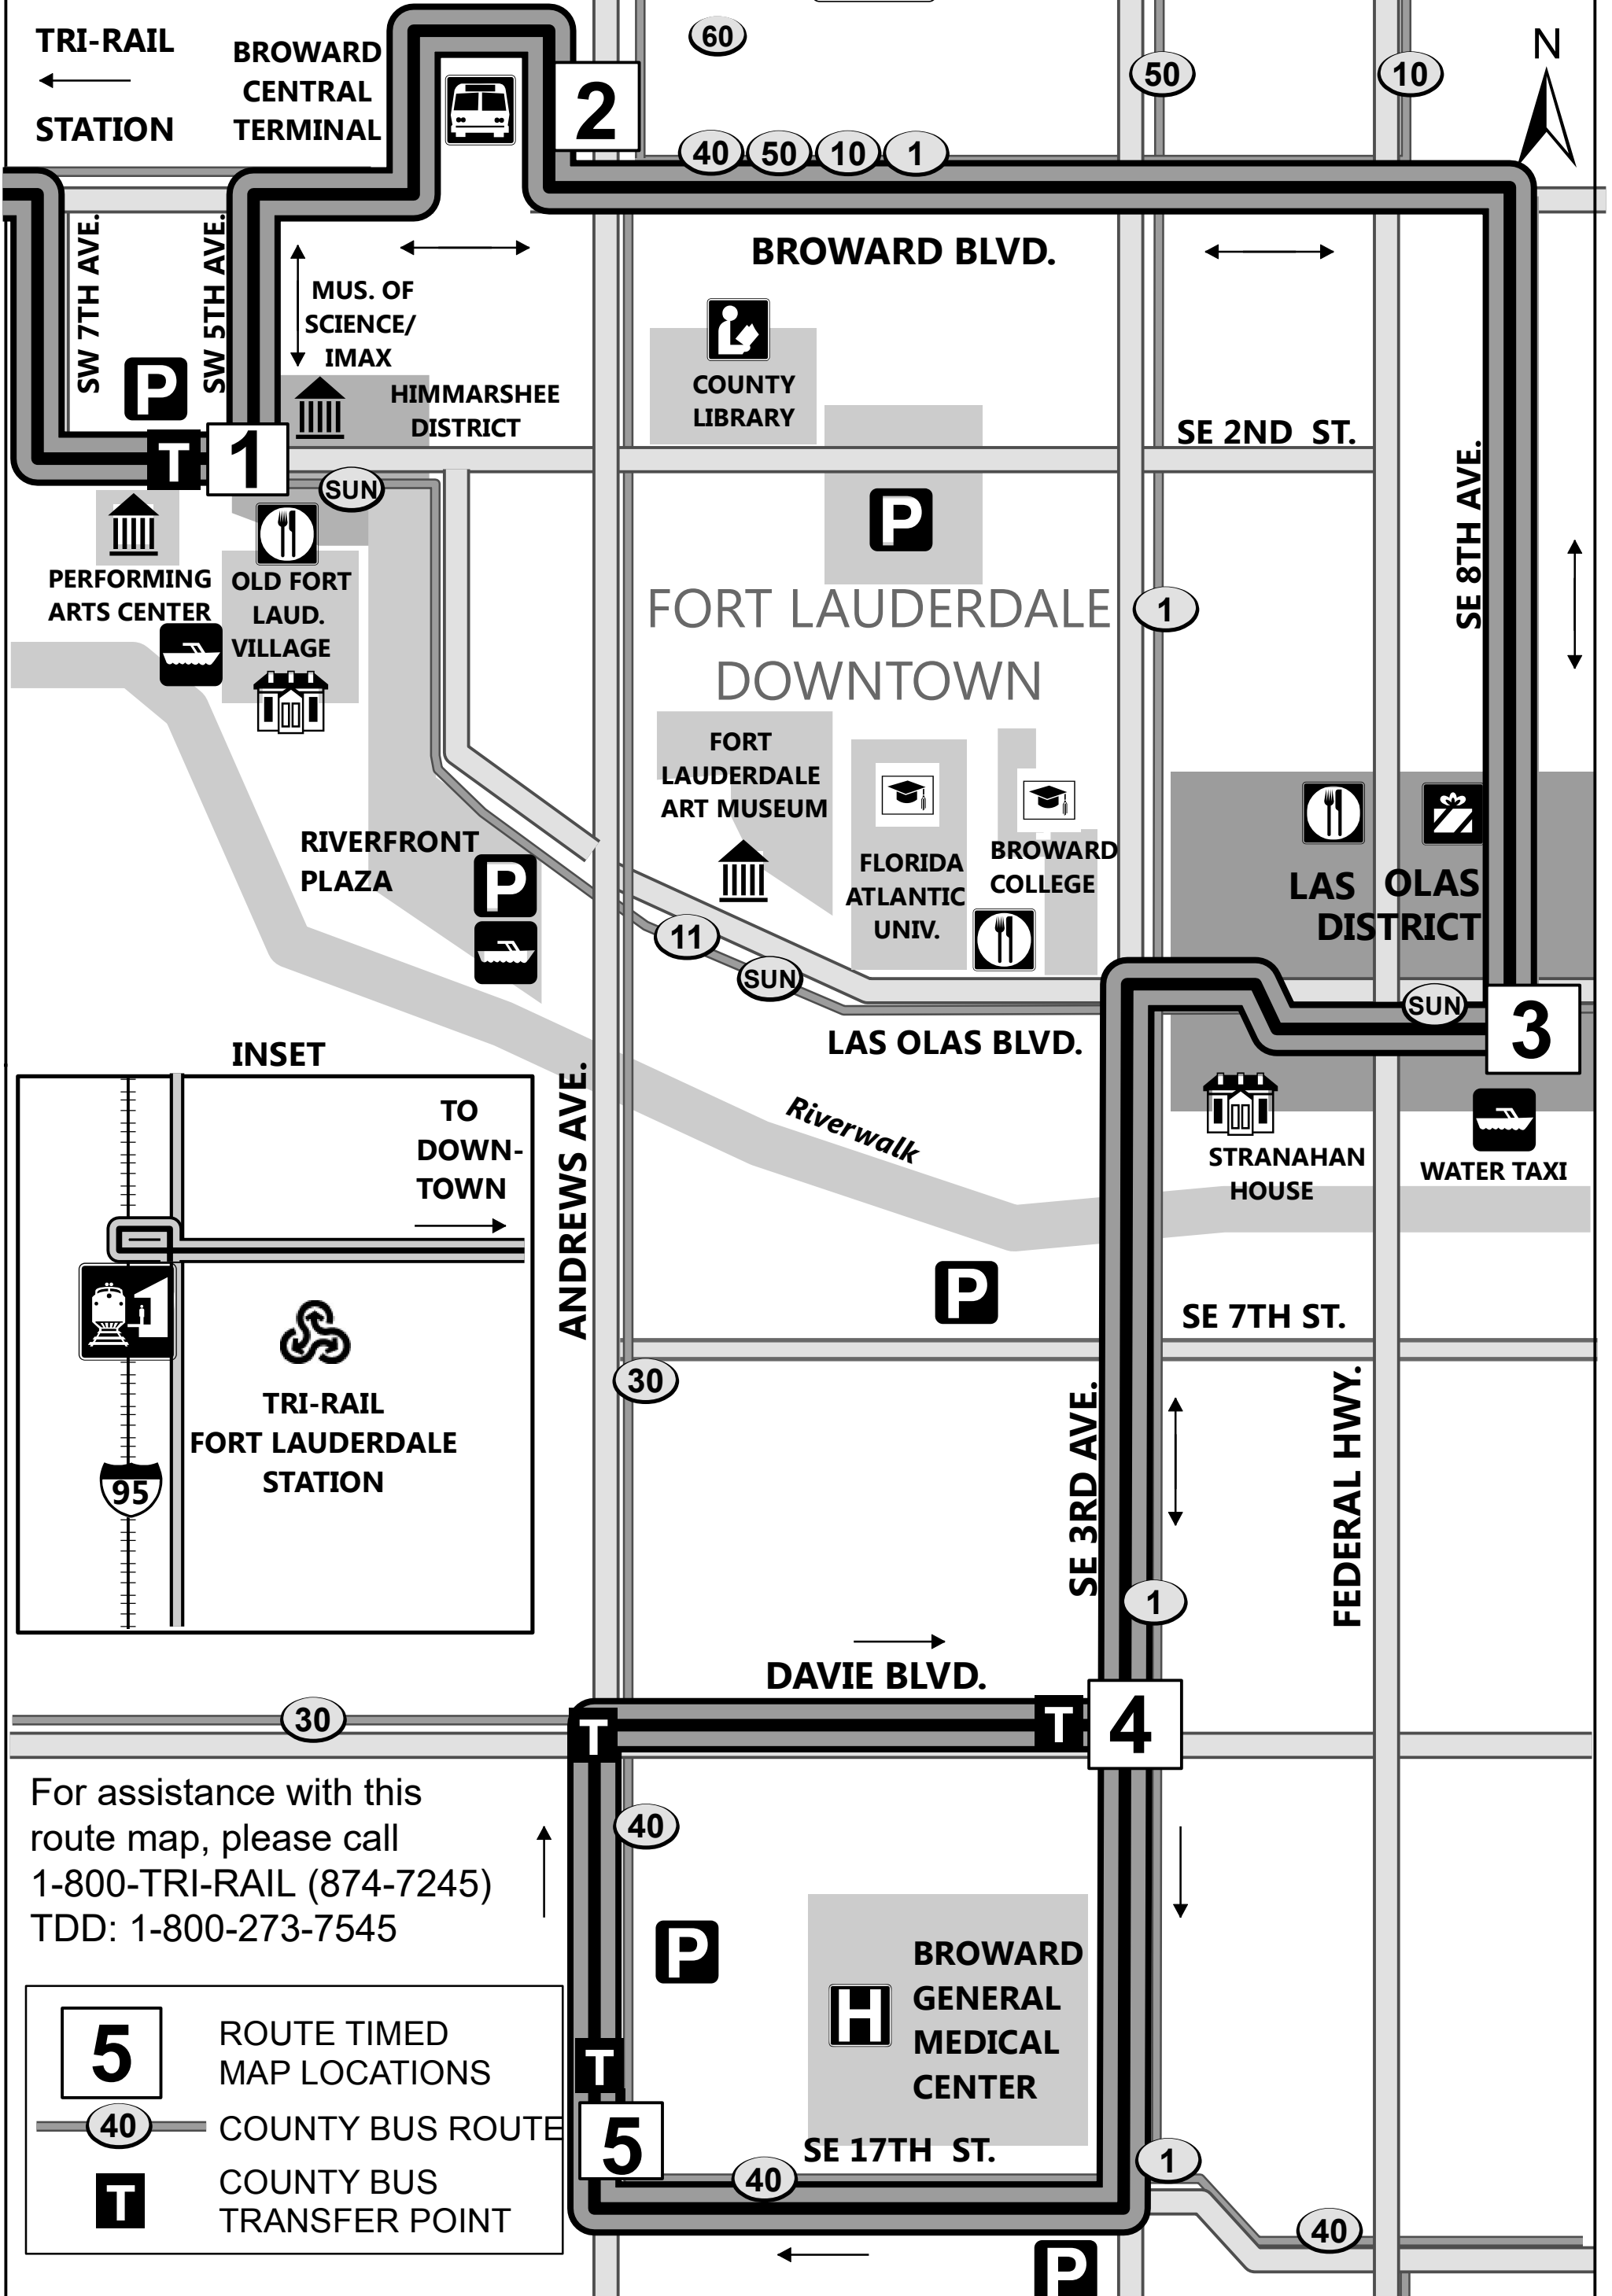 TRI-RAIL
STATION
BROWARD
CENTRAL
TERMINAL
2
60
50
10
N
40
50
10
1
BROWARD BLVD.
SW 7TH AVE.
SW 5TH AVE.
MUS. OF
SCIENCE/
IMAX
HIMMARSHEE
DISTRICT
P
T
1
SUN
COUNTY
LIBRARY
SE 2ND ST.
SE 8TH AVE.
P
PERFORMING
ARTS CENTER
OLD FORT
LAUD.
VILLAGE
FORT LAUDERDALE
DOWNTOWN
1
FORT
LAUDERDALE
ART MUSEUM
FLORIDA
ATLANTIC
UNIV.
BROWARD
COLLEGE
RIVERFRONT
PLAZA
P
LAS OLAS
DISTRICT
11
SUN
SUN
3
LAS OLAS BLVD.
Riverwalk
STRANAHAN
HOUSE
WATER TAXI
INSET
TO
DOWN-
TOWN
ANDREWS AVE.
TRI-RAIL
FORT LAUDERDALE
STATION
95
P
SE 7TH ST.
30
SE 3RD AVE.
FEDERAL HWY.
1
DAVIE BLVD.
30
T
T
4
For assistance with this
route map, please call
1-800-TRI-RAIL (874-7245)
TDD: 1-800-273-7545
40
P
H
BROWARD
GENERAL
MEDICAL
CENTER
T
5
SE 17TH ST.
40
1
40
P
5
ROUTE TIMED
MAP LOCATIONS
40
COUNTY BUS ROUTE
T
COUNTY BUS
TRANSFER POINT